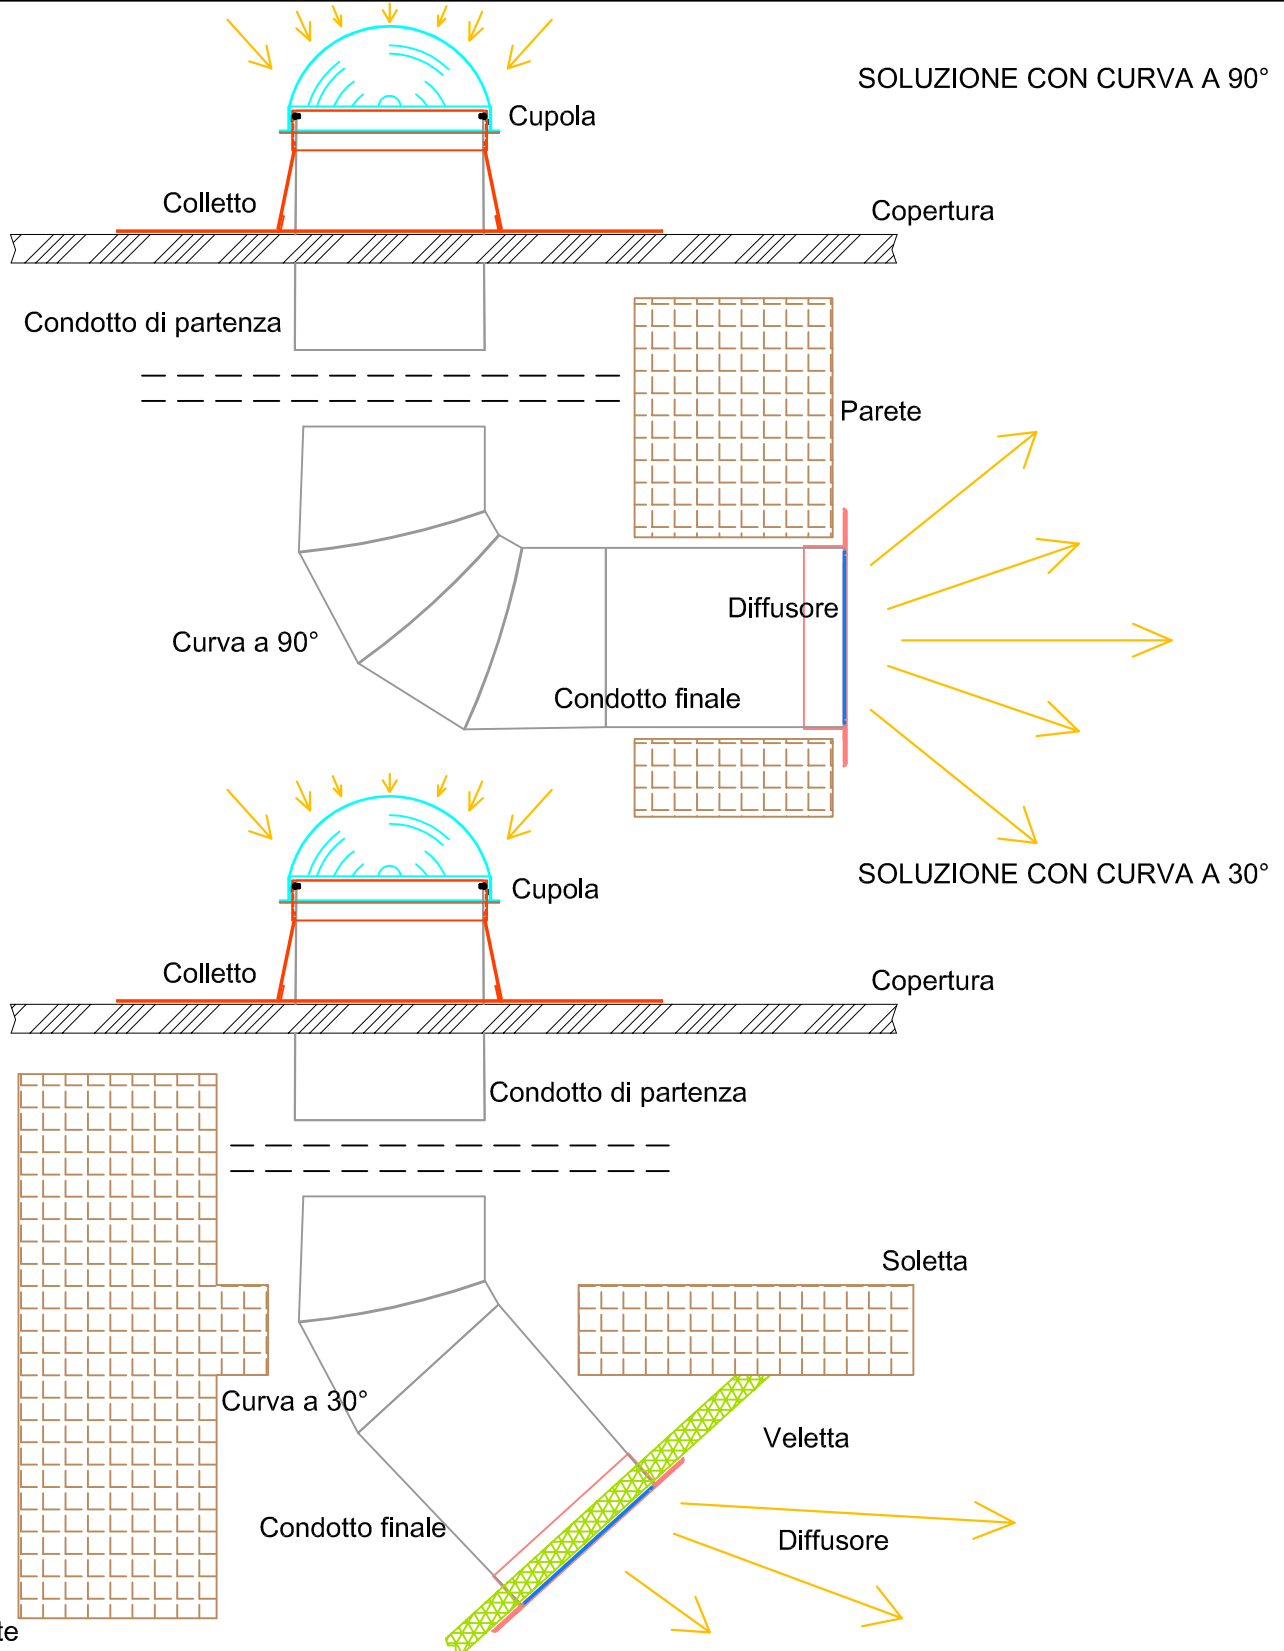 SOLUZIONE CON CURVA A 90°
Cupola
Colletto
Copertura
Condotto di partenza
Parete
Diffusore
Curva a 90°
Condotto finale
SOLUZIONE CON CURVA A 30°
Cupola
Colletto
Copertura
Condotto di partenza
Soletta
Curva a 30°
Veletta
Condotto finale
Diffusore
te